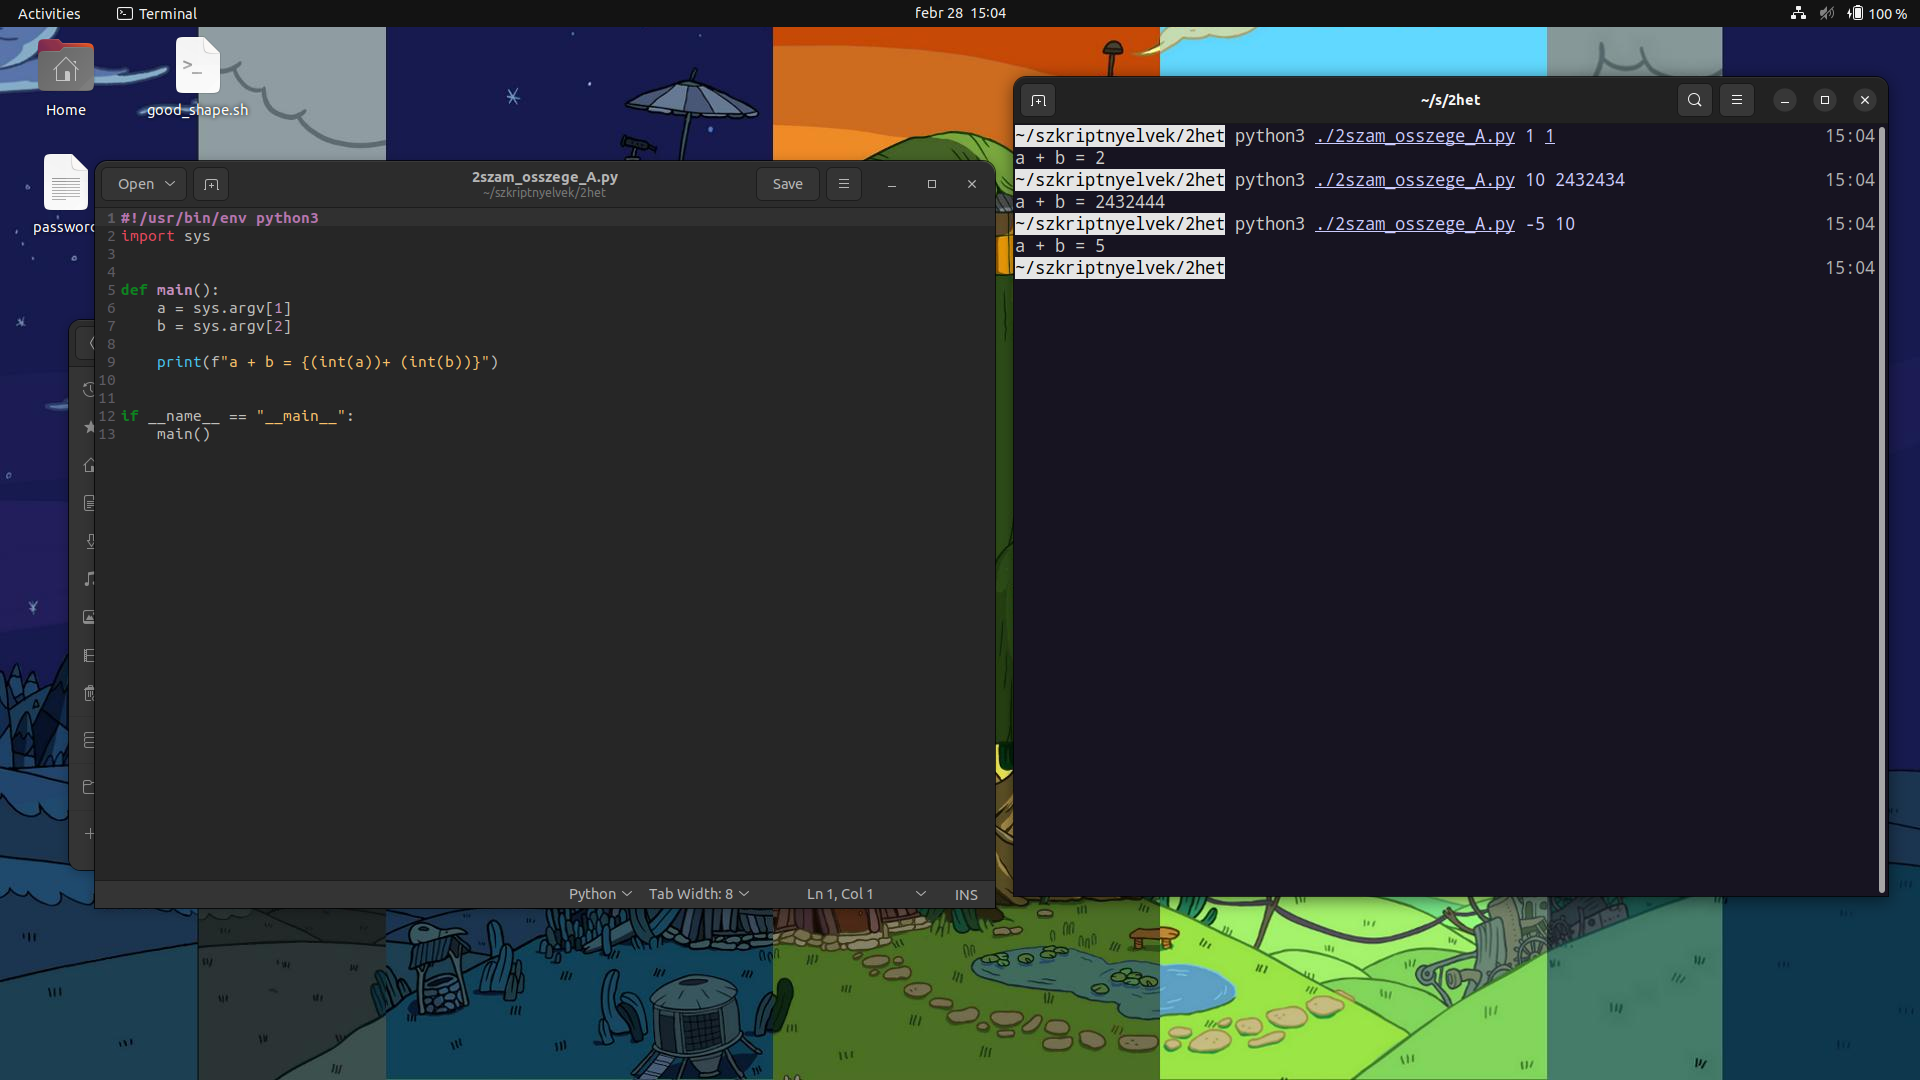 Activities
Terminal
febr 28 15:04
100 %
Home
good_shape.sh
password
Open
2szam_osszege_A.py
~/szkriptnyelvek/2het
Save
1 #!/usr/bin/env python3
2 import sys
3
4
5 def main():
6     a = sys.argv[1]
7     b = sys.argv[2]
8
9     print(f"a + b = {(int(a))+ (int(b))}")
10
11
12 if __name__ == "__main__":
13     main()
Python
Tab Width: 8
Ln 1, Col 1
INS
~/s/2het
~/szkriptnyelvek/2het python3 ./2szam_osszege_A.py 1 1 15:04
a + b = 2
~/szkriptnyelvek/2het python3 ./2szam_osszege_A.py 10 2432434 15:04
a + b = 2432444
~/szkriptnyelvek/2het python3 ./2szam_osszege_A.py -5 10 15:04
a + b = 5
~/szkriptnyelvek/2het 15:04